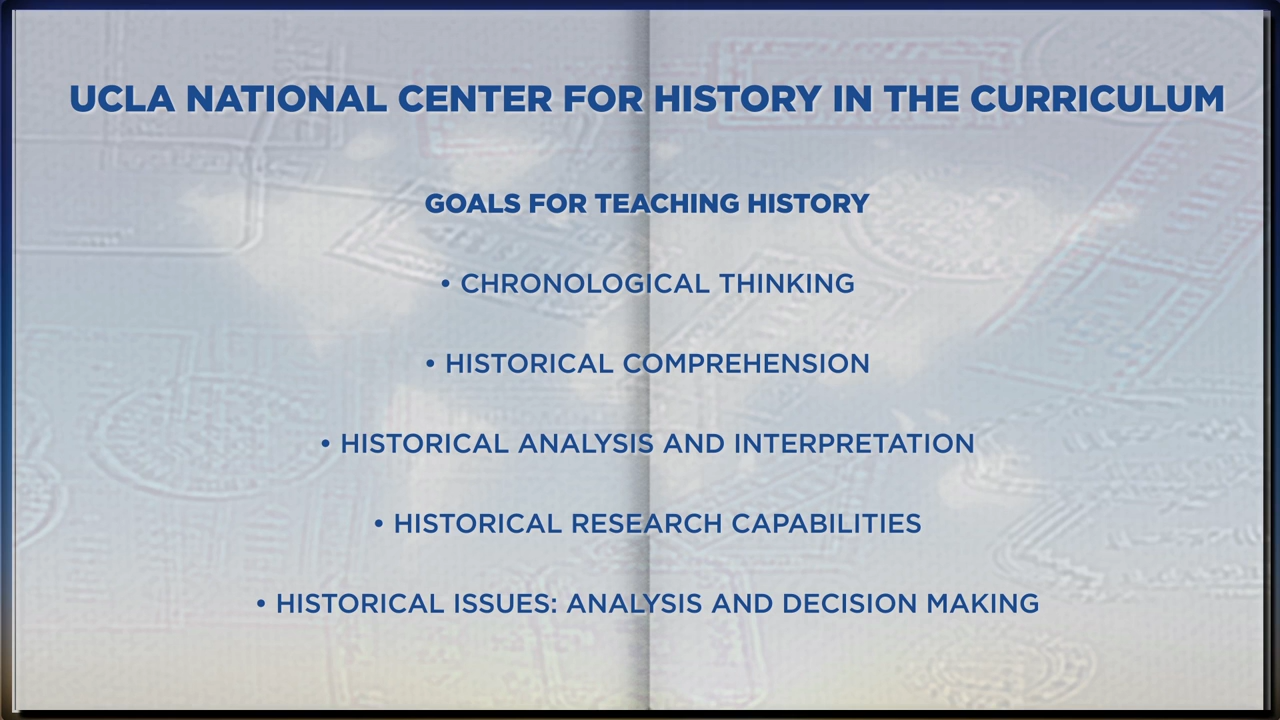 UCLA NATIONAL CENTER FOR HISTORY IN THE CURRICULUM
GOALS FOR TEACHING HISTORY
• CHRONOLOGICAL THINKING
• HISTORICAL COMPREHENSION
• HISTORICAL ANALYSIS AND INTERPRETATION
• HISTORICAL RESEARCH CAPABILITIES
• HISTORICAL ISSUES: ANALYSIS AND DECISION MAKING